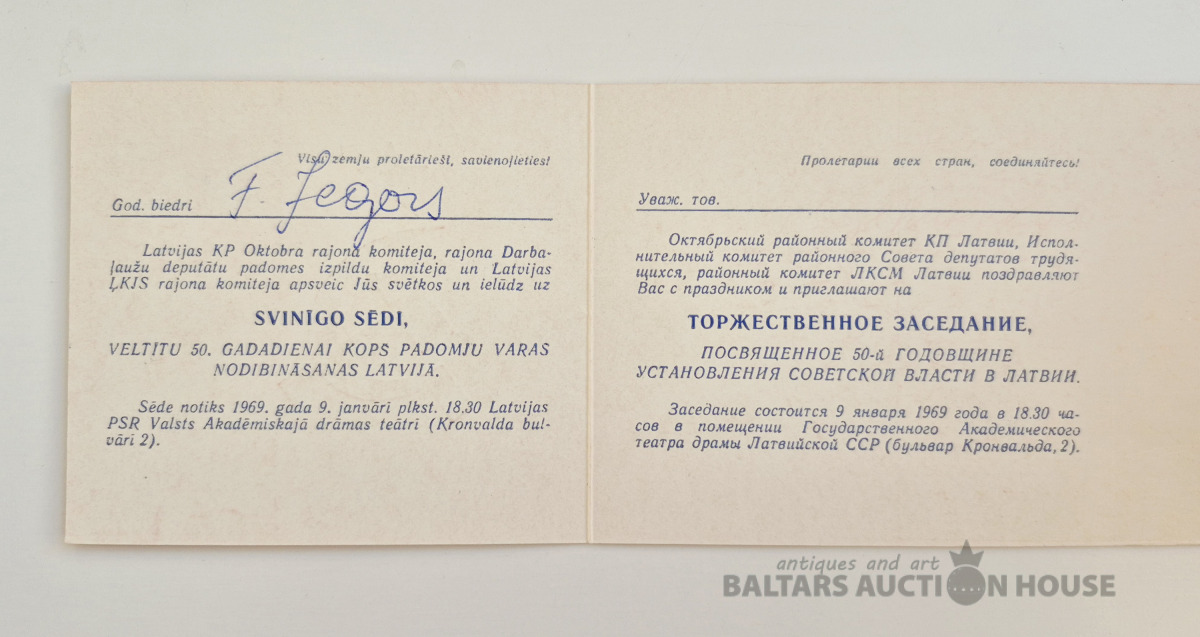 Visu zemju proletārieši, savienojieties!
God. biedri F. Jegors
Latvijas KP Oktobra rajona komiteja, rajona Darba-
ļaužu deputātu padomes izpildu komiteja un Latvijas
ĻKJS rajona komiteja apsveic Jūs svētkos un ielūdz uz
SVINĪGO SĒDI,
VELTĪTU 50. GADADIENAI KOPS PADOMJU VARAS
NODIBINĀŠANAS LATVIJĀ.
Sēde notiks 1969. gada 9. janvāri plkst. 18.30 Latvijas
PSR Valsts Akadēmiskajā drāmas teātri (Kronvalda bul-
vāri 2).
Пролетарии всех стран, соединяйтесь!
Уваж. тов.
Октябрьский районный комитет КП Латвии, Испол-
нительный комитет районного Совета депутатов трудя-
щихся, районный комитет ЛКСМ Латвии поздравляют
Вас с праздником и приглашают на
ТОРЖЕСТВЕННОЕ ЗАСЕДАНИЕ,
ПОСВЯЩЕННОЕ 50-й ГОДОВЩИНЕ
УСТАНОВЛЕНИЯ СОВЕТСКОЙ ВЛАСТИ В ЛАТВИИ.
Заседание состоится 9 января 1969 года в 18.30 ча-
сов в помещении Государственного Академического
театра драмы Латвийской ССР (бульвар Кронвальда, 2).
antiques and art
BALTARS AUCTION HOUSE